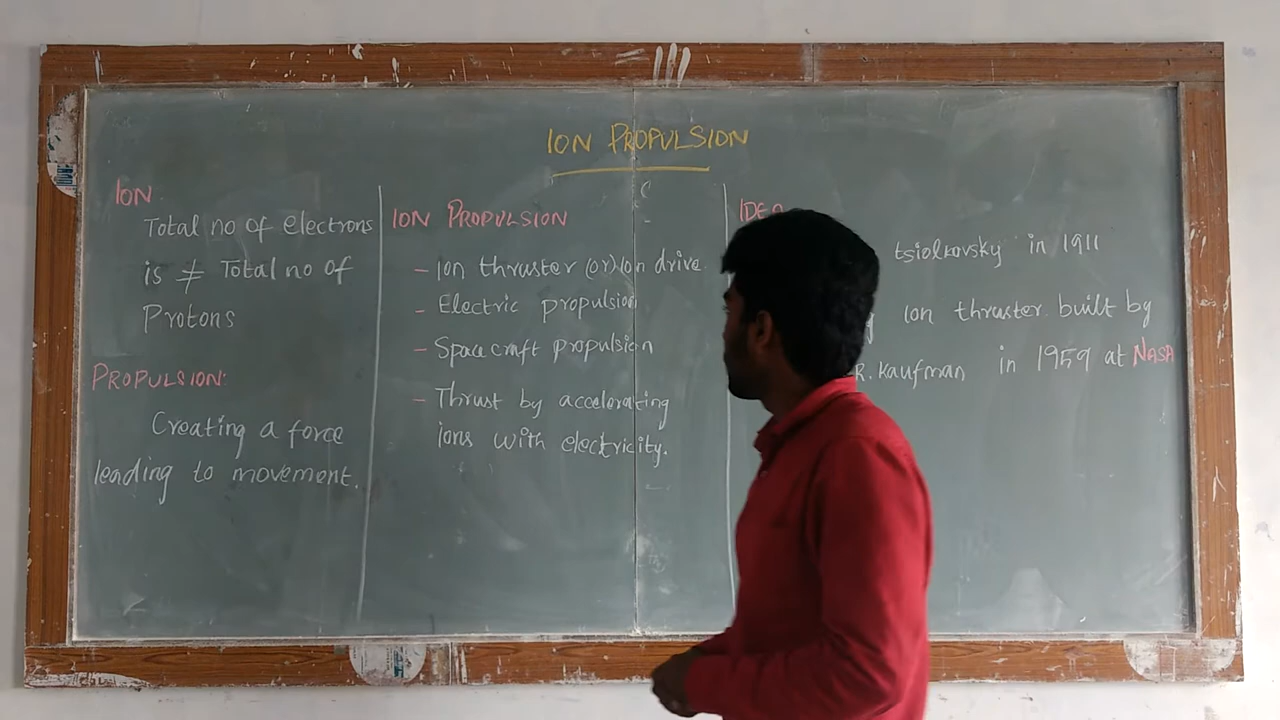 ION PROPULSION
ION
Total no of electrons
is ≠ Total no of
Protons
PROPULSION:
Creating a force
leading to movement.
ION PROPULSION
- Ion thruster (or) Ion drive
- Electric propulsion
- Spacecraft propulsion
- Thrust by accelerating
ions with electricity.
IDEA
tsiolkovsky in 1911
Ion thruster built by
R. Kaufman in 1959 at NASA